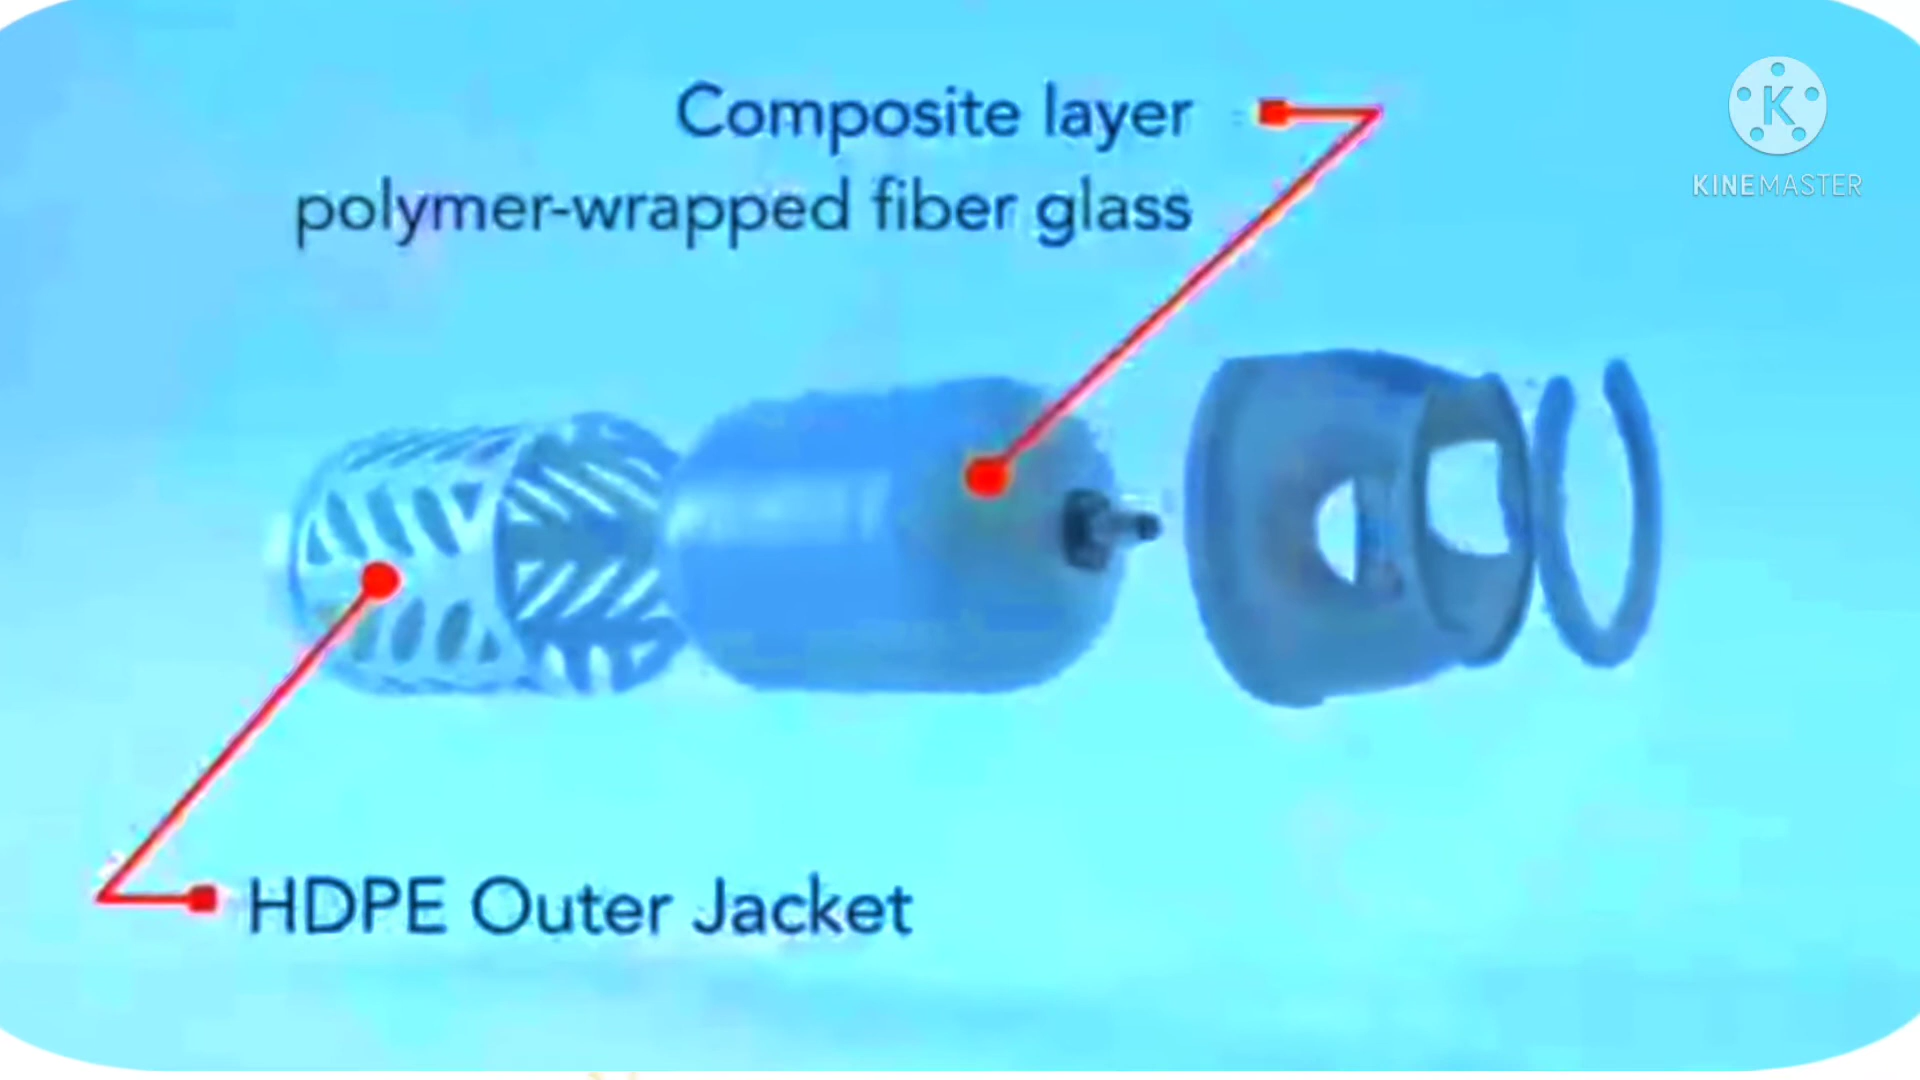 Composite layer
polymer-wrapped fiber glass
K
KINEMASTER
HDPE Outer Jacket